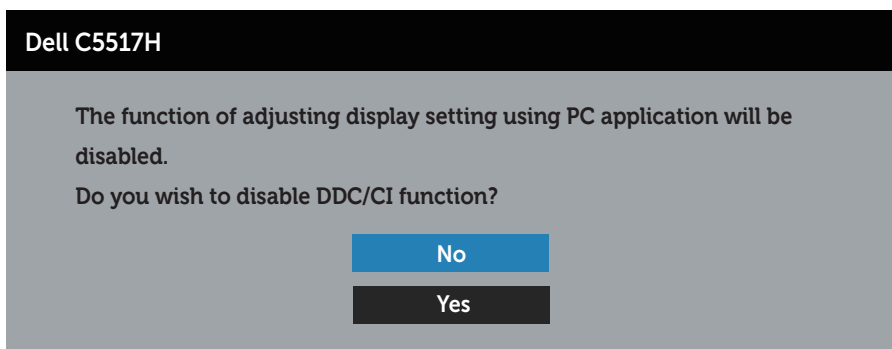 Dell C5517H
The function of adjusting display setting using PC application will be
disabled.
Do you wish to disable DDC/CI function?
No
Yes